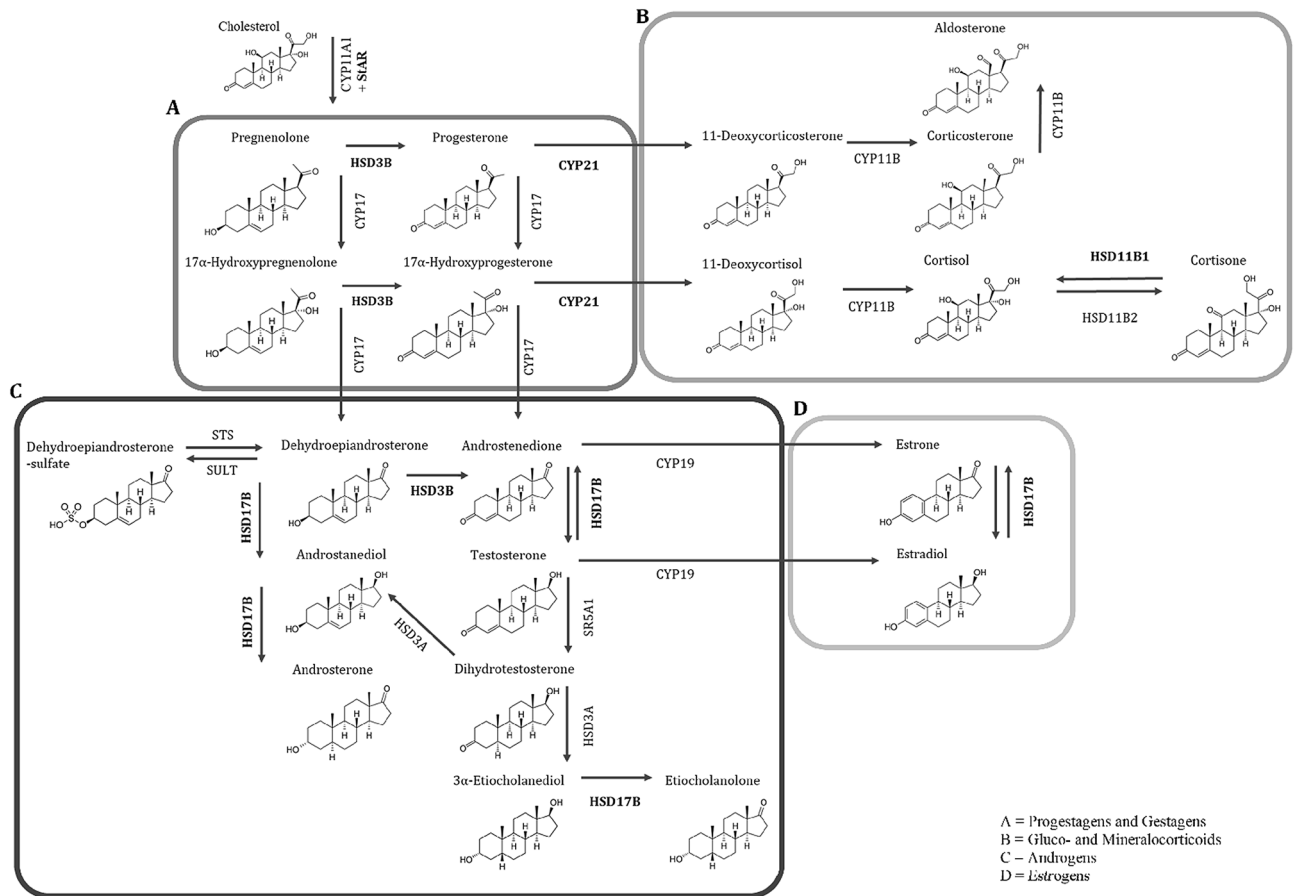 Cholesterol
CYP11A1
+ StAR
A
Pregnenolone
HSD3B
Progesterone
CYP21
CYP17
CYP17
17α-Hydroxypregnenolone
HSD3B
17α-Hydroxyprogesterone
CYP21
CYP17
CYP17
B
Aldosterone
CYP11B
11-Deoxycorticosterone
CYP11B
Corticosterone
11-Deoxycortisol
CYP11B
Cortisol
HSD11B1
HSD11B2
Cortisone
C
Dehydroepiandrosterone
-sulfate
STS
SULT
Dehydroepiandrosterone
HSD3B
Androstenedione
CYP19
HSD17B
HSD17B
Androstanediol
Testosterone
CYP19
HSD17B
HSD3A
SR5A1
Androsterone
Dihydrotestosterone
HSD3A
3α-Etiocholanediol
HSD17B
Etiocholanolone
D
Estrone
HSD17B
Estradiol
A = Progestagens and Gestagens
B = Gluco- and Mineralocorticoids
C = Androgens
D = Estrogens